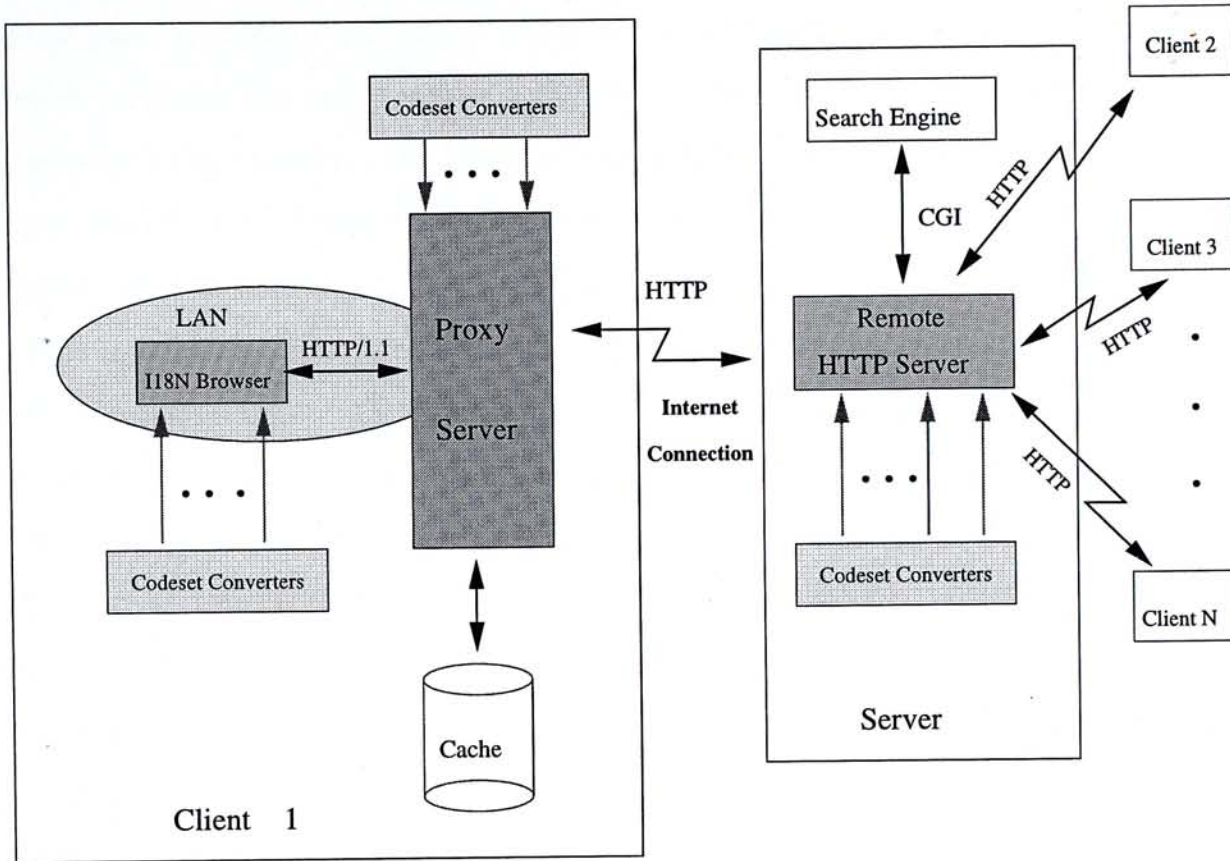 Codeset Converters
LAN
I18N Browser
HTTP/1.1
Proxy
Server
Codeset Converters
Cache
Client 1
HTTP
Internet
Connection
Search Engine
CGI
Remote
HTTP Server
Codeset Converters
Server
HTTP
Client 2
HTTP
Client 3
HTTP
Client N